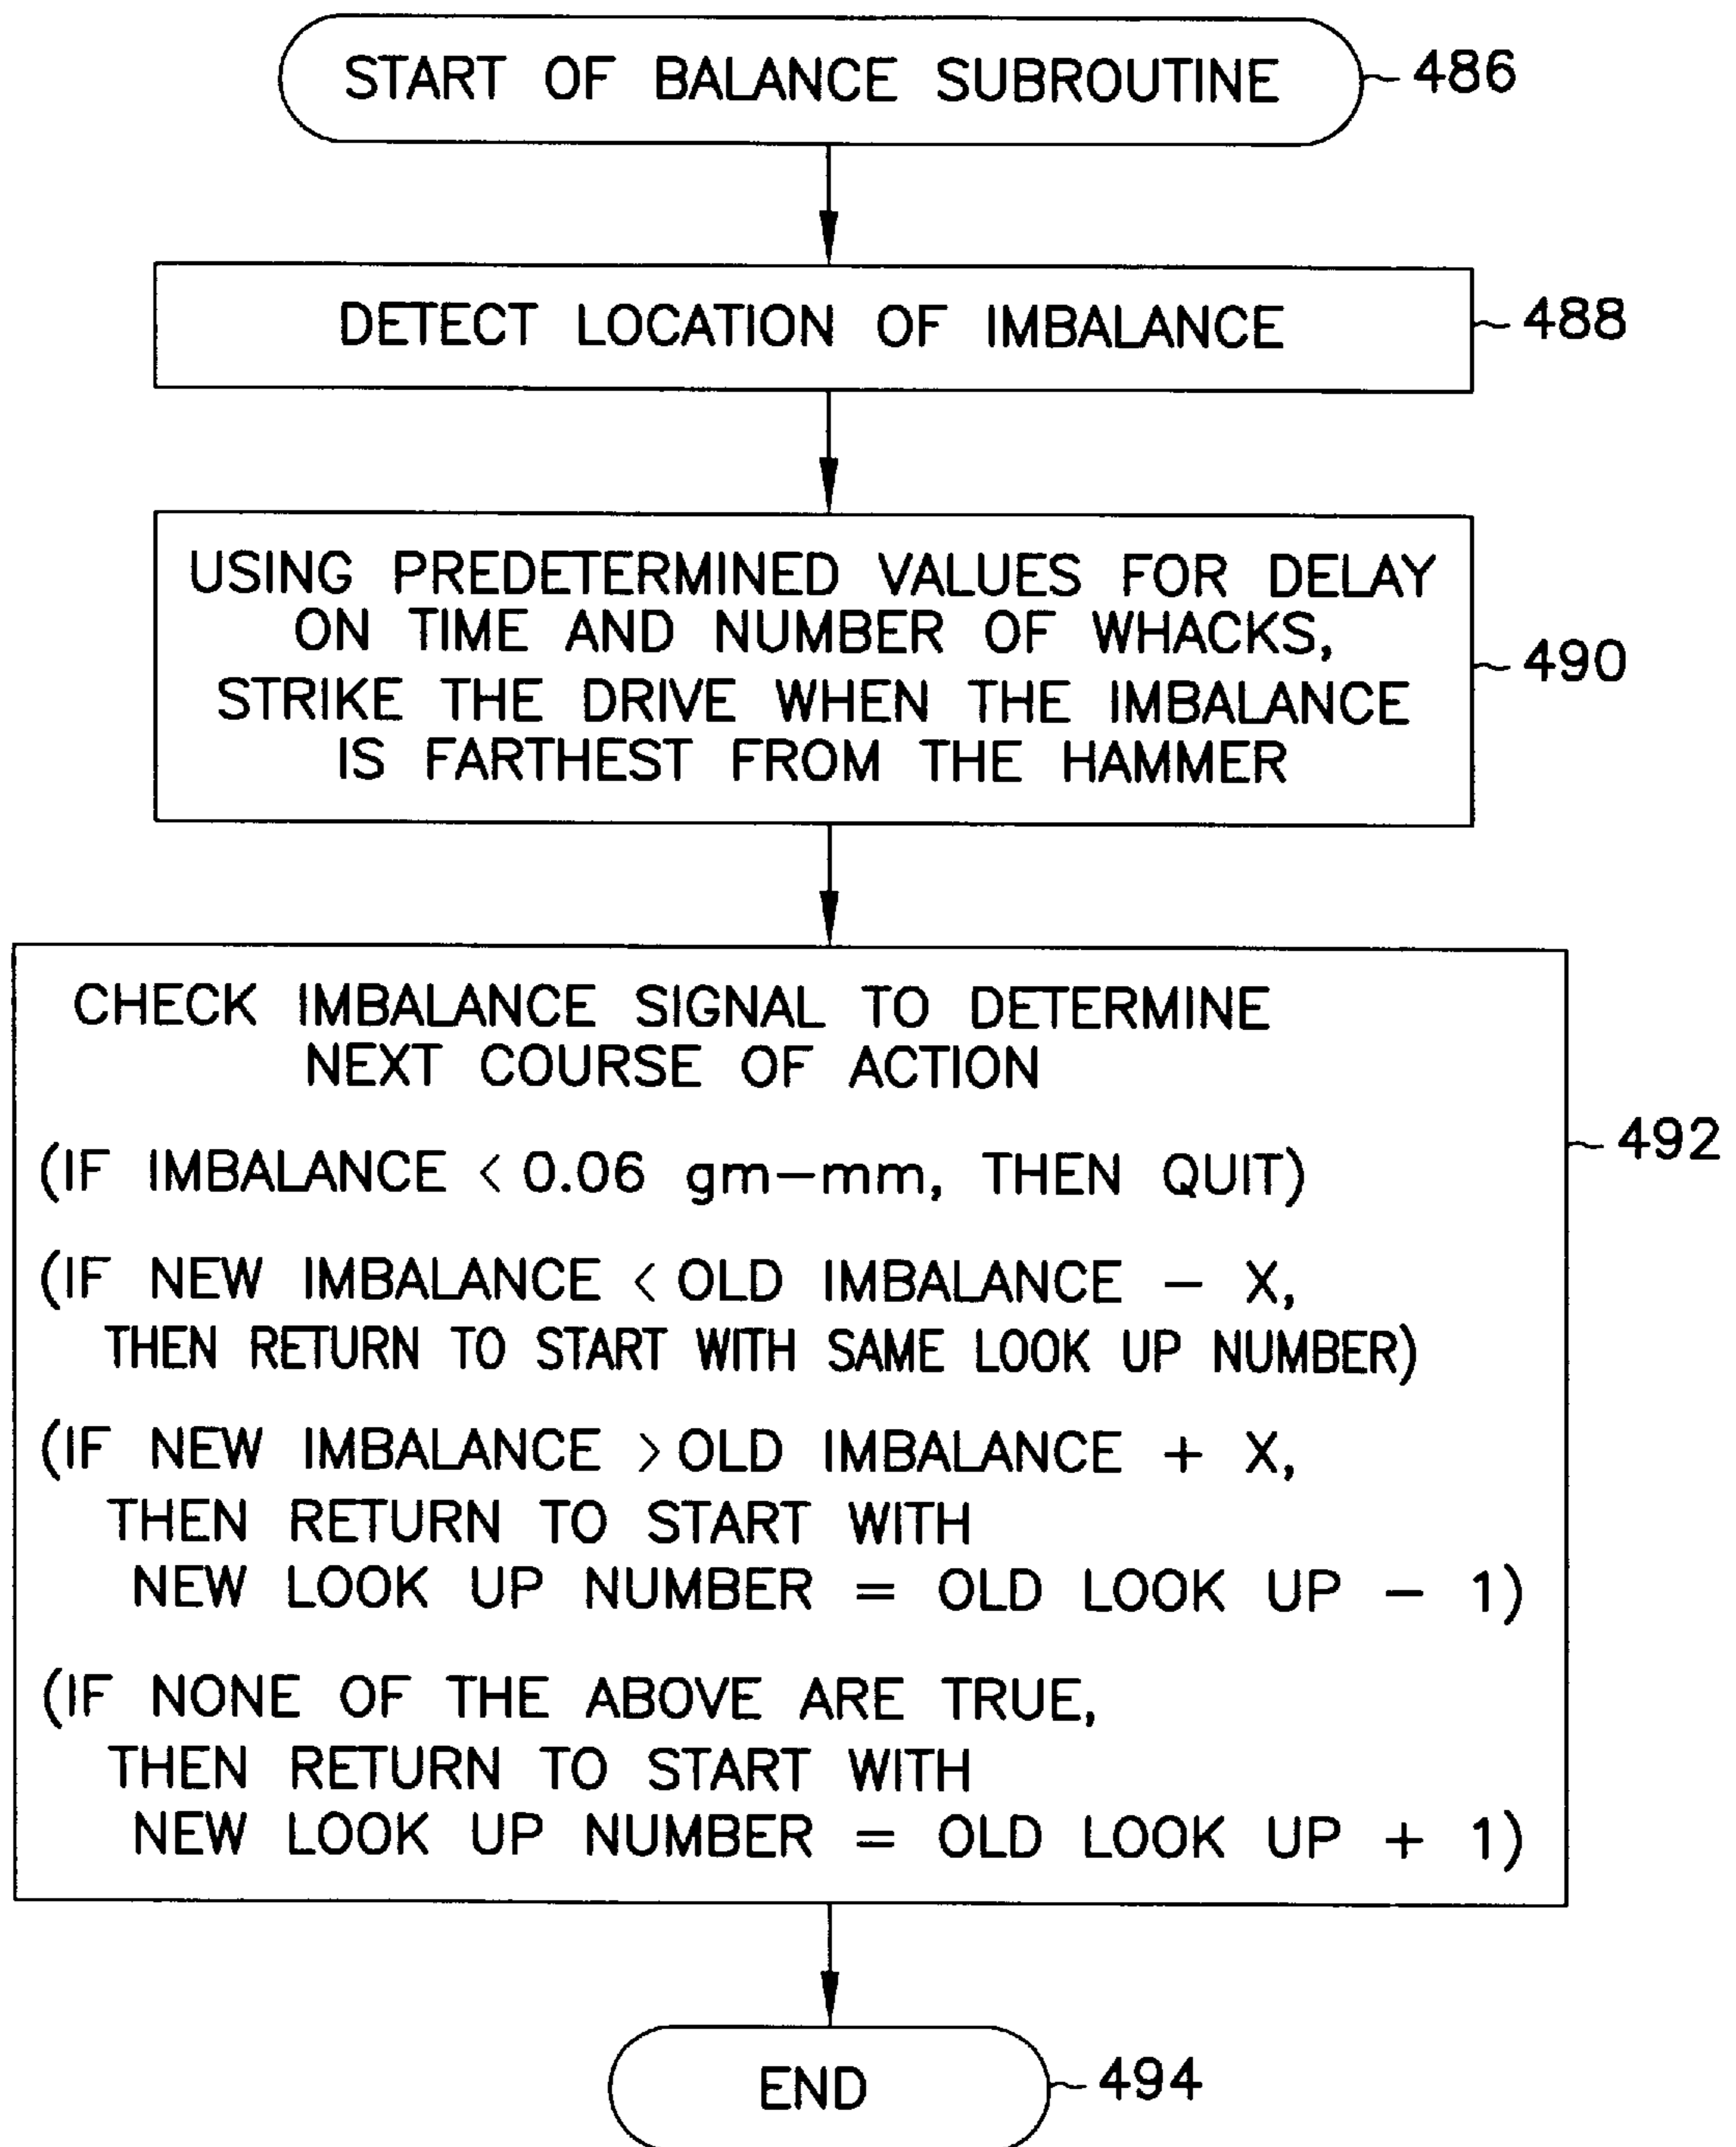 START OF BALANCE SUBROUTINE
486
DETECT LOCATION OF IMBALANCE
488
USING PREDETERMINED VALUES FOR DELAY
ON TIME AND NUMBER OF WHACKS,
STRIKE THE DRIVE WHEN THE IMBALANCE
IS FARTHEST FROM THE HAMMER
490
CHECK IMBALANCE SIGNAL TO DETERMINE
NEXT COURSE OF ACTION
(IF IMBALANCE < 0.06 gm-mm, THEN QUIT)
(IF NEW IMBALANCE < OLD IMBALANCE - X,
THEN RETURN TO START WITH SAME LOOK UP NUMBER)
(IF NEW IMBALANCE > OLD IMBALANCE + X,
THEN RETURN TO START WITH
NEW LOOK UP NUMBER = OLD LOOK UP - 1)
(IF NONE OF THE ABOVE ARE TRUE,
THEN RETURN TO START WITH
NEW LOOK UP NUMBER = OLD LOOK UP + 1)
492
END
494